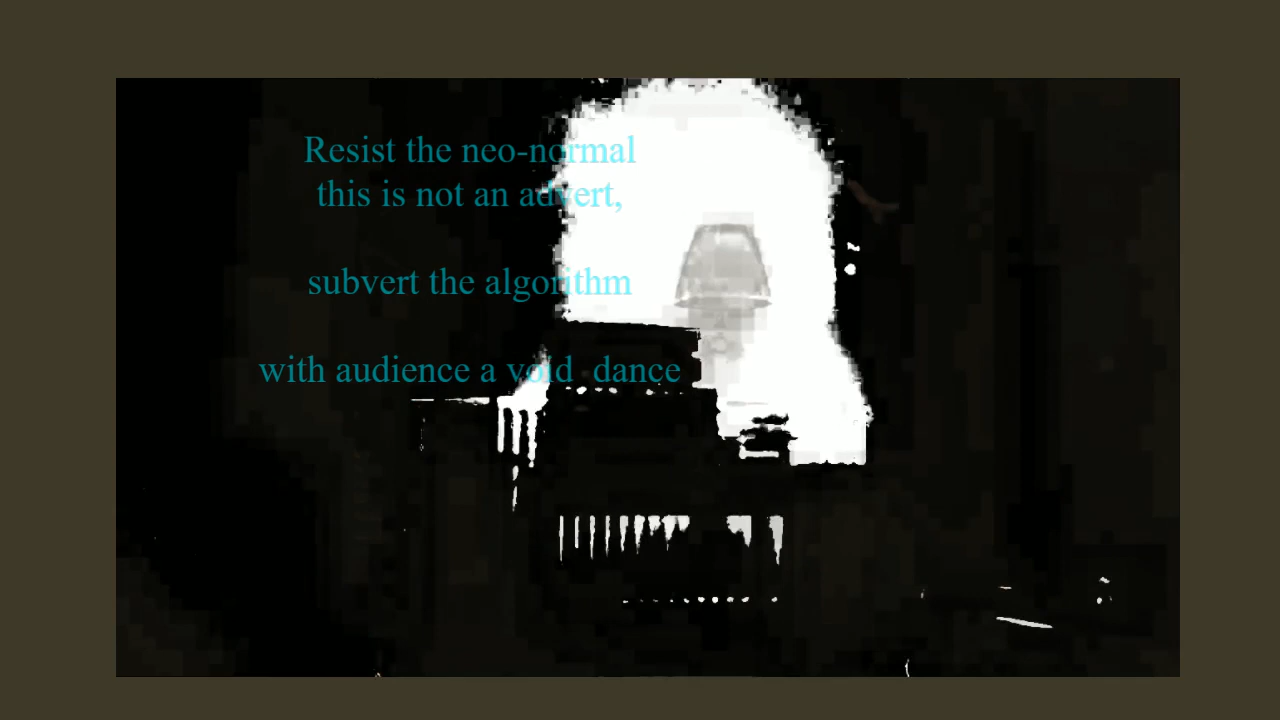 Resist the neo-normal
this is not an advert,
subvert the algorithm
with audience a void  dance